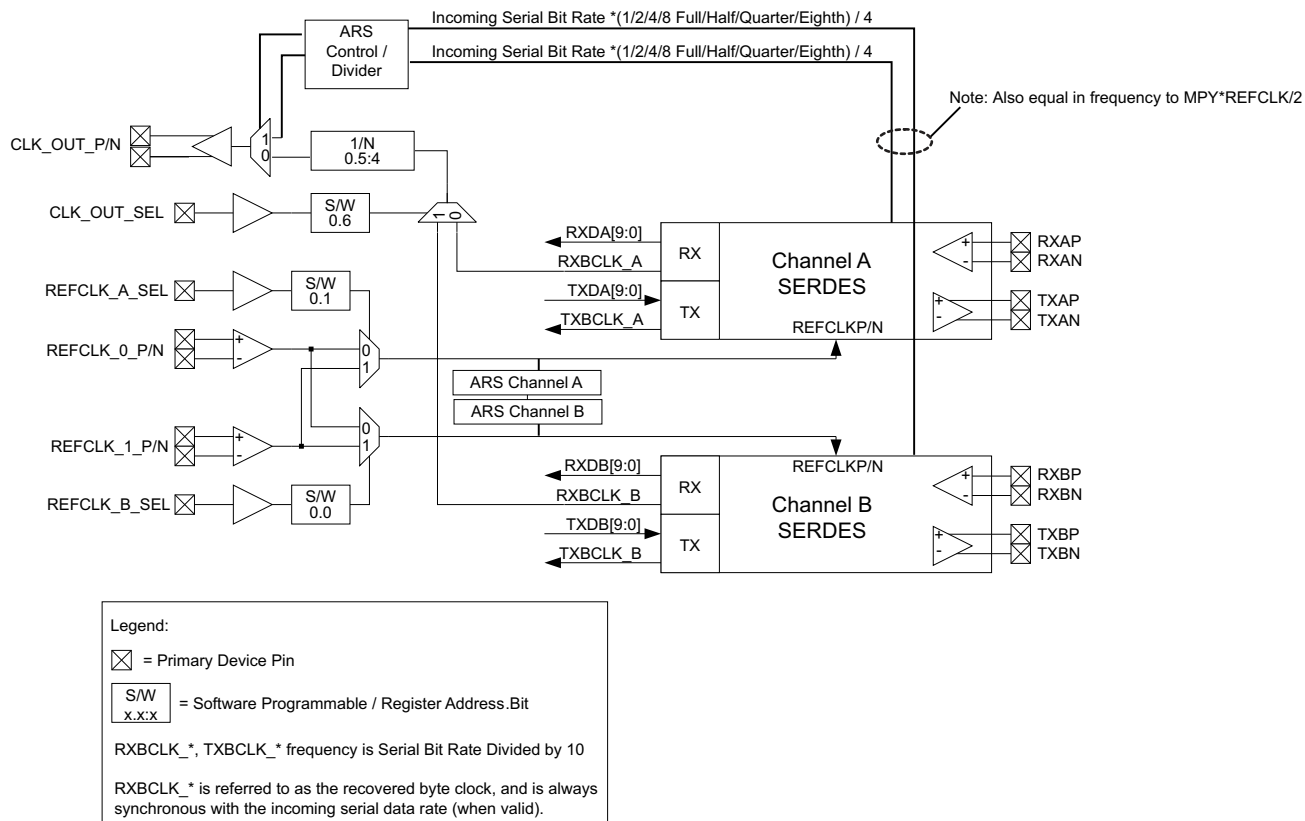 ARS
Control /
Divider
Incoming Serial Bit Rate *(1/2/4/8 Full/Half/Quarter/Eighth) / 4
Incoming Serial Bit Rate *(1/2/4/8 Full/Half/Quarter/Eighth) / 4
Note: Also equal in frequency to MPY*REFCLK/2
CLK_OUT_P/N
1
0
1/N
0.5:4
CLK_OUT_SEL
S/W
0.6
1
0
REFCLK_A_SEL
S/W
0.1
REFCLK_0_P/N
+
-
0
1
REFCLK_1_P/N
+
-
0
1
REFCLK_B_SEL
S/W
0.0
ARS Channel A
ARS Channel B
RXDA[9:0]
RXBCLK_A
TXDA[9:0]
TXBCLK_A
RX
TX
Channel A
SERDES
REFCLKP/N
+
-
RXAP
RXAN
+
-
TXAP
TXAN
RXDB[9:0]
RXBCLK_B
TXDB[9:0]
TXBCLK_B
RX
TX
REFCLKP/N
Channel B
SERDES
+
-
RXBP
RXBN
+
-
TXBP
TXBN
Legend:
= Primary Device Pin
S/W
x.x:x
= Software Programmable / Register Address.Bit
RXBCLK_*, TXBCLK_* frequency is Serial Bit Rate Divided by 10
RXBCLK_* is referred to as the recovered byte clock, and is always
synchronous with the incoming serial data rate (when valid).